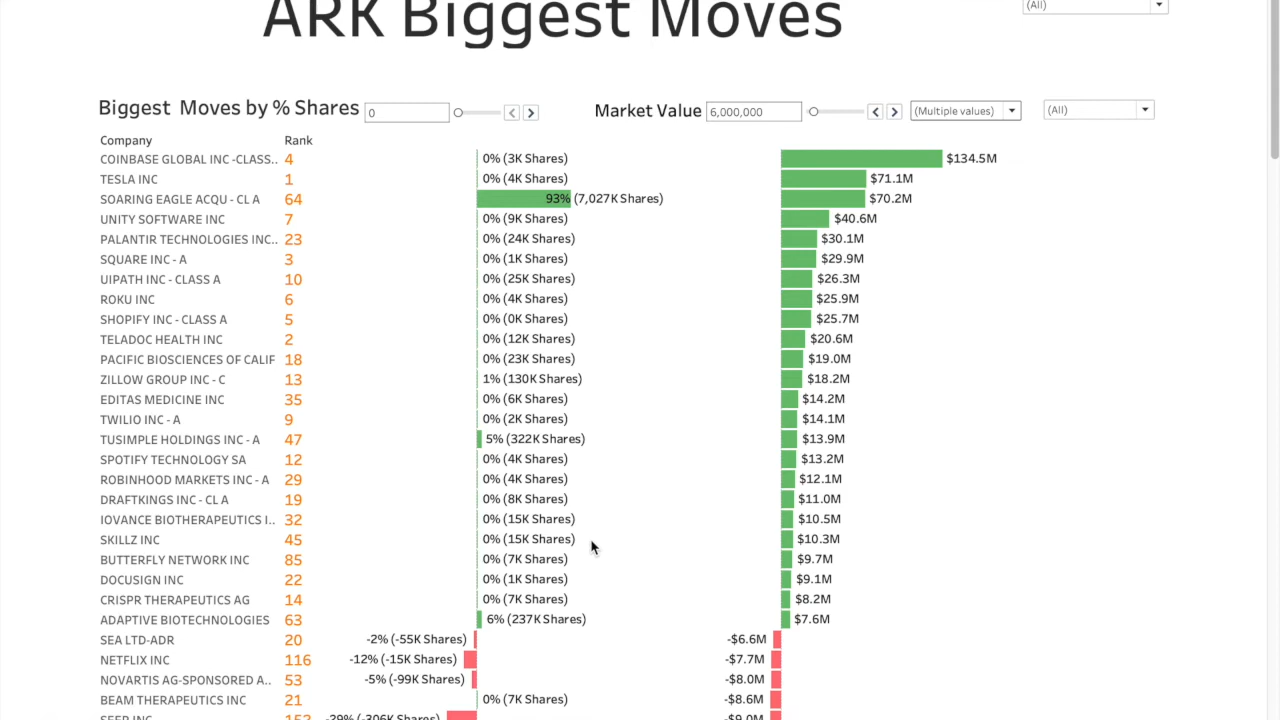 ARK Biggest Moves
(All)
Biggest Moves by % Shares 0 Market Value 6,000,000 (Multiple values) (All)
Company Rank
COINBASE GLOBAL INC -CLASS.. 4 0% (3K Shares) $134.5M
TESLA INC 1 0% (4K Shares) $71.1M
SOARING EAGLE ACQU - CL A 64 93% (7,027K Shares) $70.2M
UNITY SOFTWARE INC 7 0% (9K Shares) $40.6M
PALANTIR TECHNOLOGIES INC.. 23 0% (24K Shares) $30.1M
SQUARE INC - A 3 0% (1K Shares) $29.9M
UIPATH INC - CLASS A 10 0% (25K Shares) $26.3M
ROKU INC 6 0% (4K Shares) $25.9M
SHOPIFY INC - CLASS A 5 0% (0K Shares) $25.7M
TELADOC HEALTH INC 2 0% (12K Shares) $20.6M
PACIFIC BIOSCIENCES OF CALIF 18 0% (23K Shares) $19.0M
ZILLOW GROUP INC - C 13 1% (130K Shares) $18.2M
EDITAS MEDICINE INC 35 0% (6K Shares) $14.2M
TWILIO INC - A 9 0% (2K Shares) $14.1M
TUSIMPLE HOLDINGS INC - A 47 5% (322K Shares) $13.9M
SPOTIFY TECHNOLOGY SA 12 0% (4K Shares) $13.2M
ROBINHOOD MARKETS INC - A 29 0% (4K Shares) $12.1M
DRAFTKINGS INC - CL A 19 0% (8K Shares) $11.0M
IOVANCE BIOTHERAPEUTICS I.. 32 0% (15K Shares) $10.5M
SKILLZ INC 45 0% (15K Shares) $10.3M
BUTTERFLY NETWORK INC 85 0% (7K Shares) $9.7M
DOCUSIGN INC 22 0% (1K Shares) $9.1M
CRISPR THERAPEUTICS AG 14 0% (7K Shares) $8.2M
ADAPTIVE BIOTECHNOLOGIES 63 6% (237K Shares) $7.6M
SEA LTD-ADR 20 -2% (-55K Shares) -$6.6M
NETFLIX INC 116 -12% (-15K Shares) -$7.7M
NOVARTIS AG-SPONSORED A.. 53 -5% (-99K Shares) -$8.0M
BEAM THERAPEUTICS INC 21 0% (7K Shares) -$8.6M
SEER INC 152 -29% (-306K Shares) -$9.0M